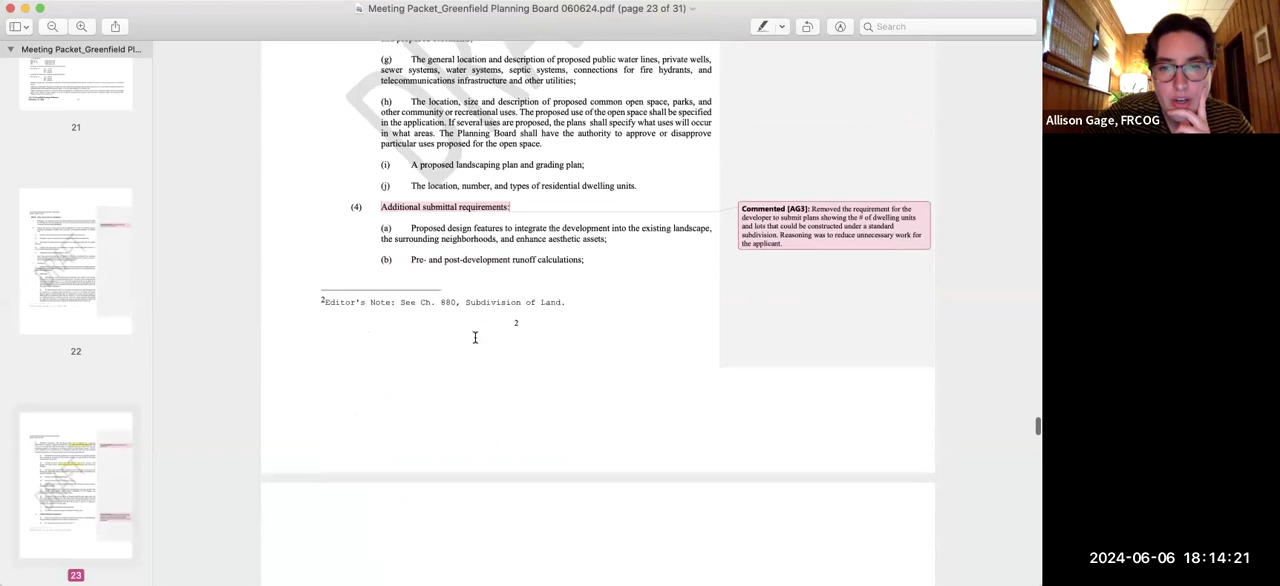 Meeting Packet_Greenfield Planning Board 060624.pdf (page 23 of 31)
Search
Meeting Packet_Greenfield Pl...
21
22
23
(g) The general location and description of proposed public water lines, private wells,
sewer systems, water systems, septic systems, connections for fire hydrants, and
telecommunications infrastructure and other utilities;
(h) The location, size and description of proposed common open space, parks, and
other community or recreational uses. The proposed use of the open space shall be specified
in the application. If several uses are proposed, the plans shall specify what uses will occur
in what areas. The Planning Board shall have the authority to approve or disapprove
particular uses proposed for the open space.
(i) A proposed landscaping plan and grading plan;
(j) The location, number, and types of residential dwelling units.
(4) Additional submittal requirements:
(a) Proposed design features to integrate the development into the existing landscape,
the surrounding neighborhoods, and enhance aesthetic assets;
(b) Pre- and post-development runoff calculations;
2Editor's Note: See Ch. 880, Subdivision of Land.
2
Commented [AG3]: Removed the requirement for the
developer to submit plans showing the # of dwelling units
and lots that could be constructed under a standard
subdivision. Reasoning was to reduce unnecessary work for
the applicant.
Allison Gage, FRCOG
2024-06-06 18:14:21